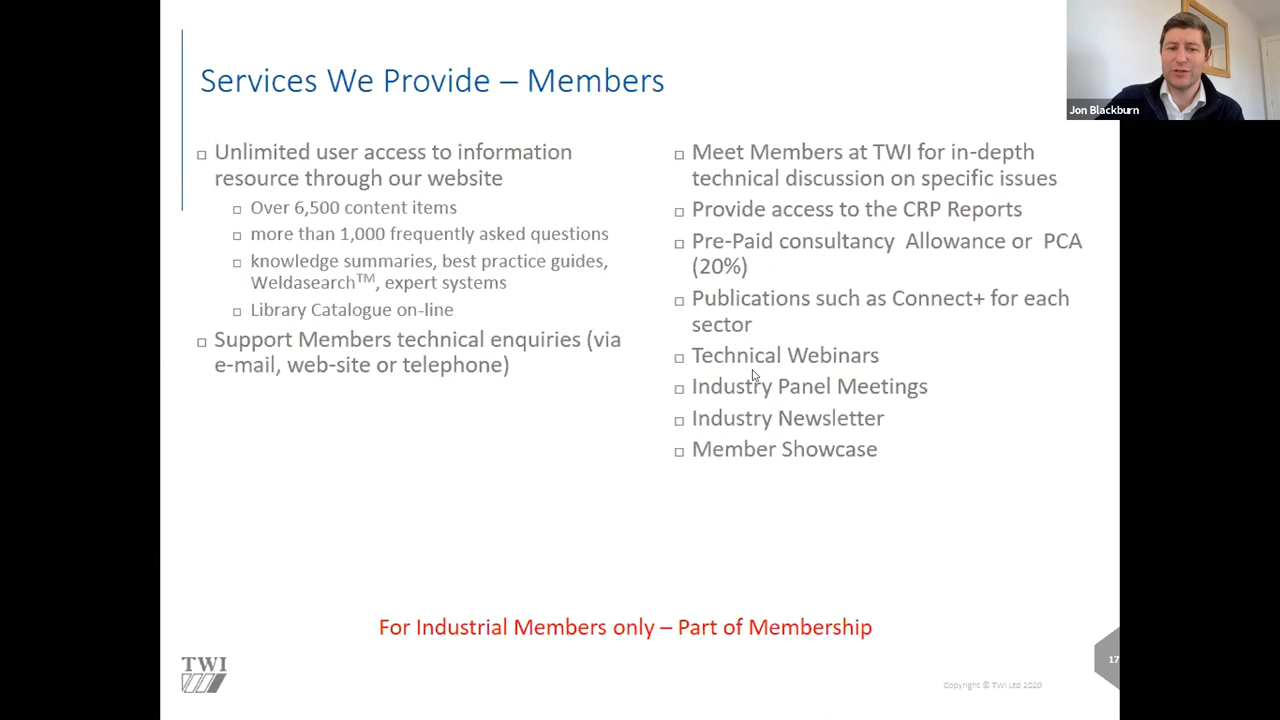 Services We Provide – Members
Unlimited user access to information
resource through our website
Over 6,500 content items
more than 1,000 frequently asked questions
knowledge summaries, best practice guides,
Weldasearch™, expert systems
Library Catalogue on-line
Support Members technical enquiries (via
e-mail, web-site or telephone)
Meet Members at TWI for in-depth
technical discussion on specific issues
Provide access to the CRP Reports
Pre-Paid consultancy Allowance or PCA
(20%)
Publications such as Connect+ for each
sector
Technical Webinars
Industry Panel Meetings
Industry Newsletter
Member Showcase
For Industrial Members only – Part of Membership
TWI
Copyright © TWI Ltd 2020
17
Jon Blackburn